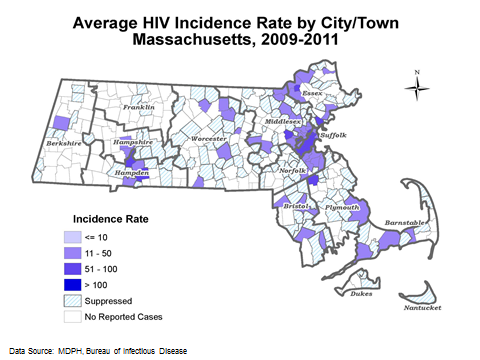 Average HIV Incidence Rate by City/Town
Massachusetts, 2009-2011
N
Essex
Franklin
Middlesex
Suffolk
Worcester
Berkshire
Hampshire
Hampden
Norfolk
Bristol
Plymouth
Barnstable
Dukes
Nantucket
Incidence Rate
<= 10
11 - 50
51 - 100
> 100
Suppressed
No Reported Cases
Data Source: MDPH, Bureau of Infectious Disease